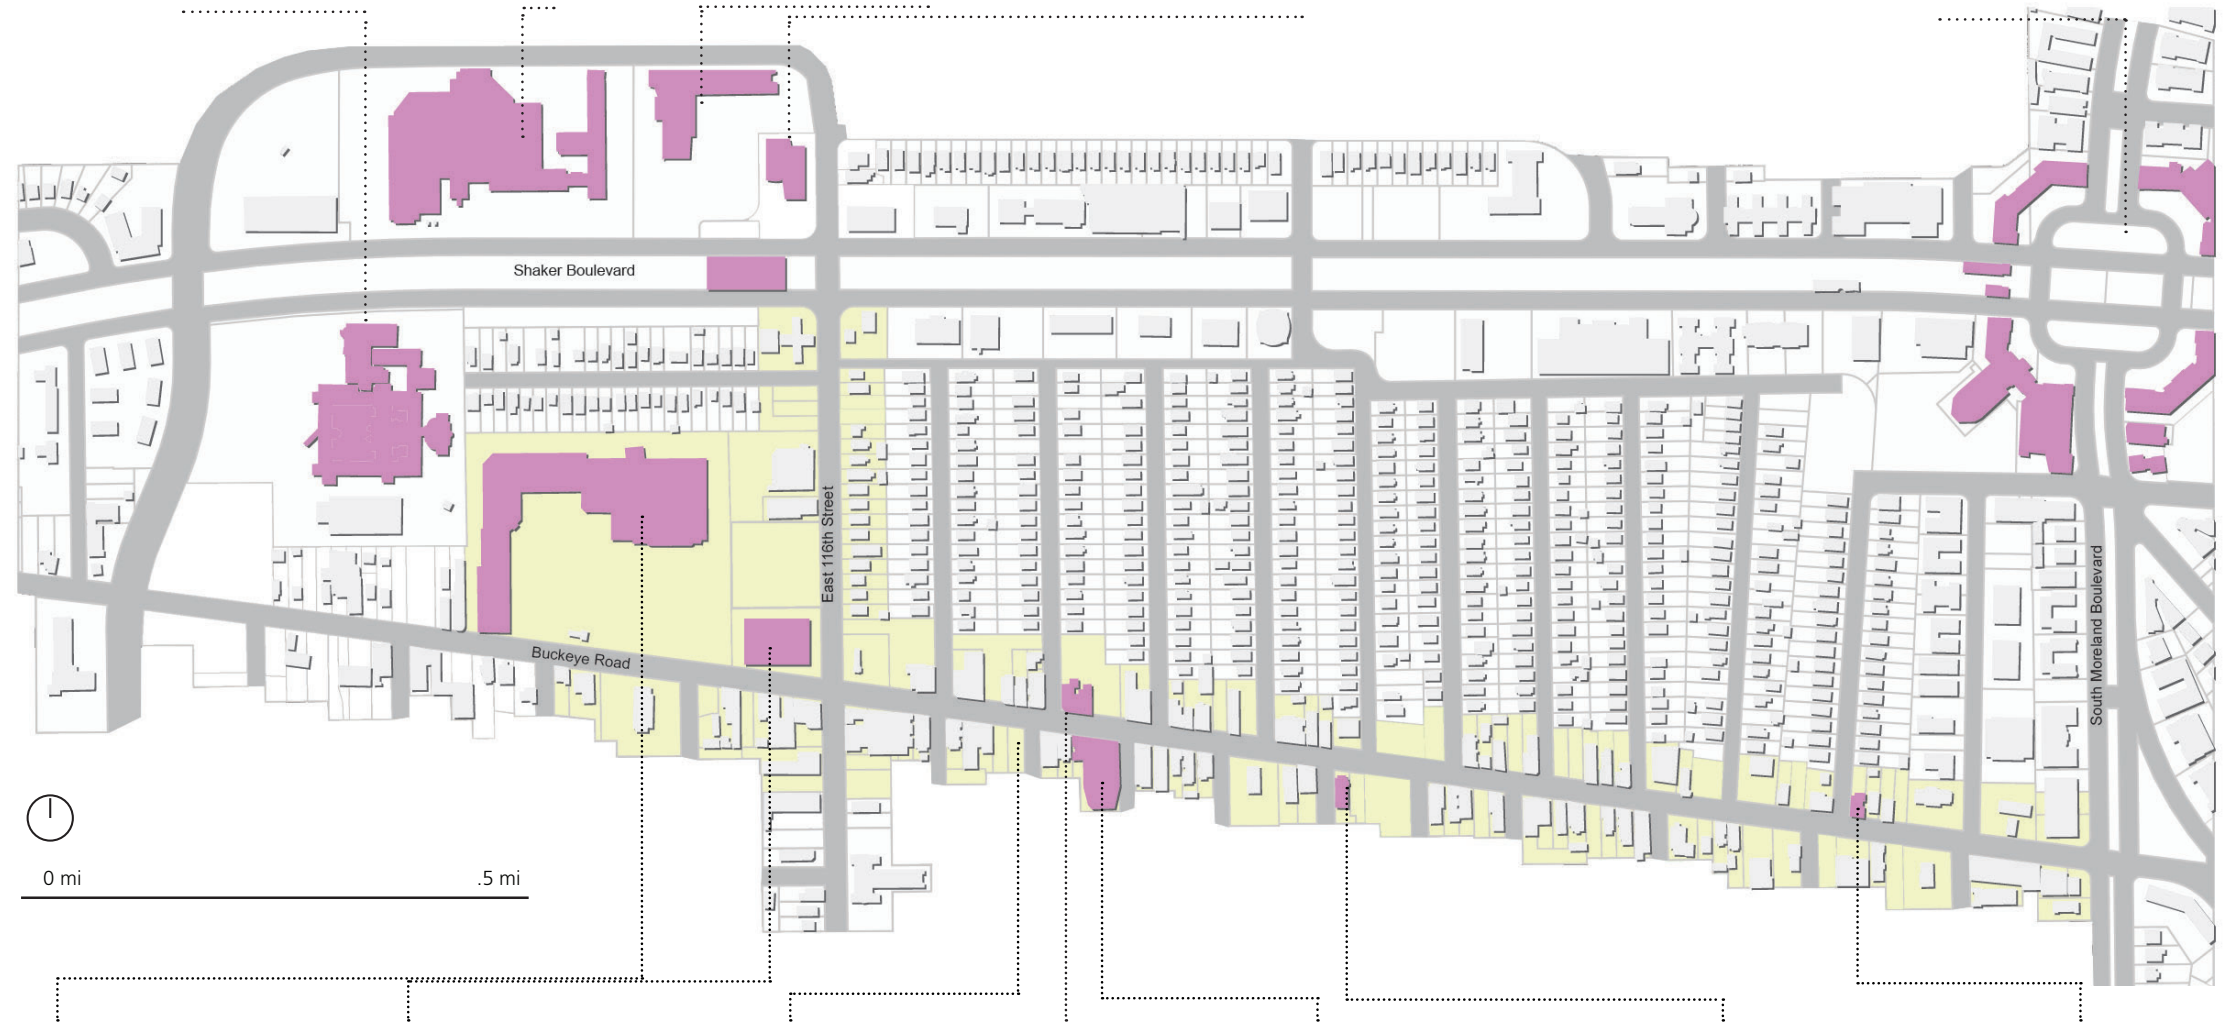 Shaker Boulevard
East 116th Street
South Moreland Boulevard
Buckeye Road
0 mi
.5 mi